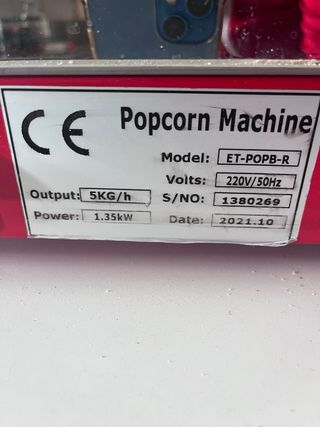 CE Popcorn Machine
Model: ET-POPB-R
Volts: 220V/50Hz
Output: 5KG/h S/NO: 1380269
Power: 1.35kW Date: 2021.10